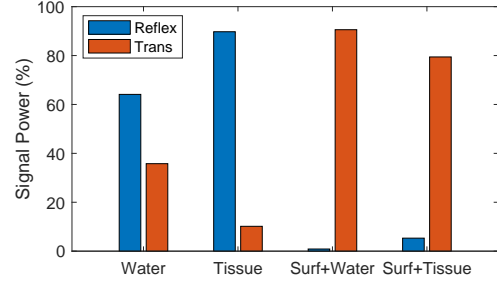 100
80
60
40
20
0
Signal Power (%)
Reflex
Trans
Water Tissue Surf+Water Surf+Tissue